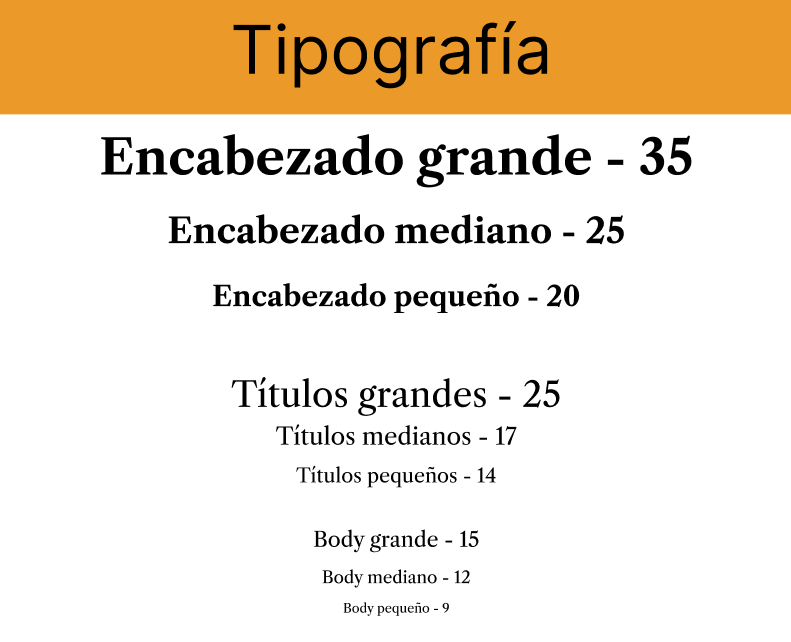 Tipografía
Encabezado grande - 35
Encabezado mediano - 25
Encabezado pequeño - 20
Títulos grandes - 25
Títulos medianos - 17
Títulos pequeños - 14
Body grande - 15
Body mediano - 12
Body pequeño - 9